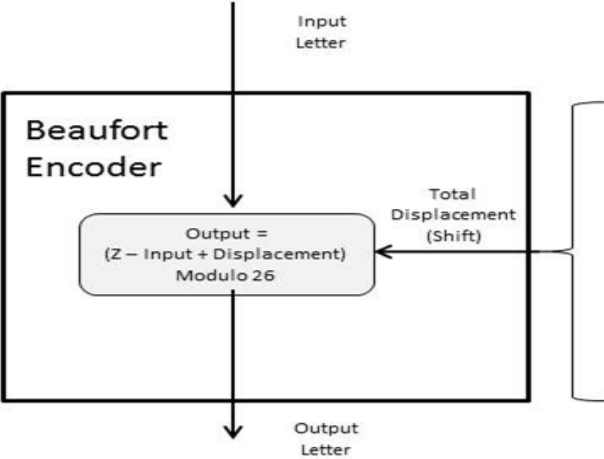 Input
Letter
Beaufort
Encoder
Total
Displacement
(Shift)
Output =
(Z – Input + Displacement)
Modulo 26
Output
Letter